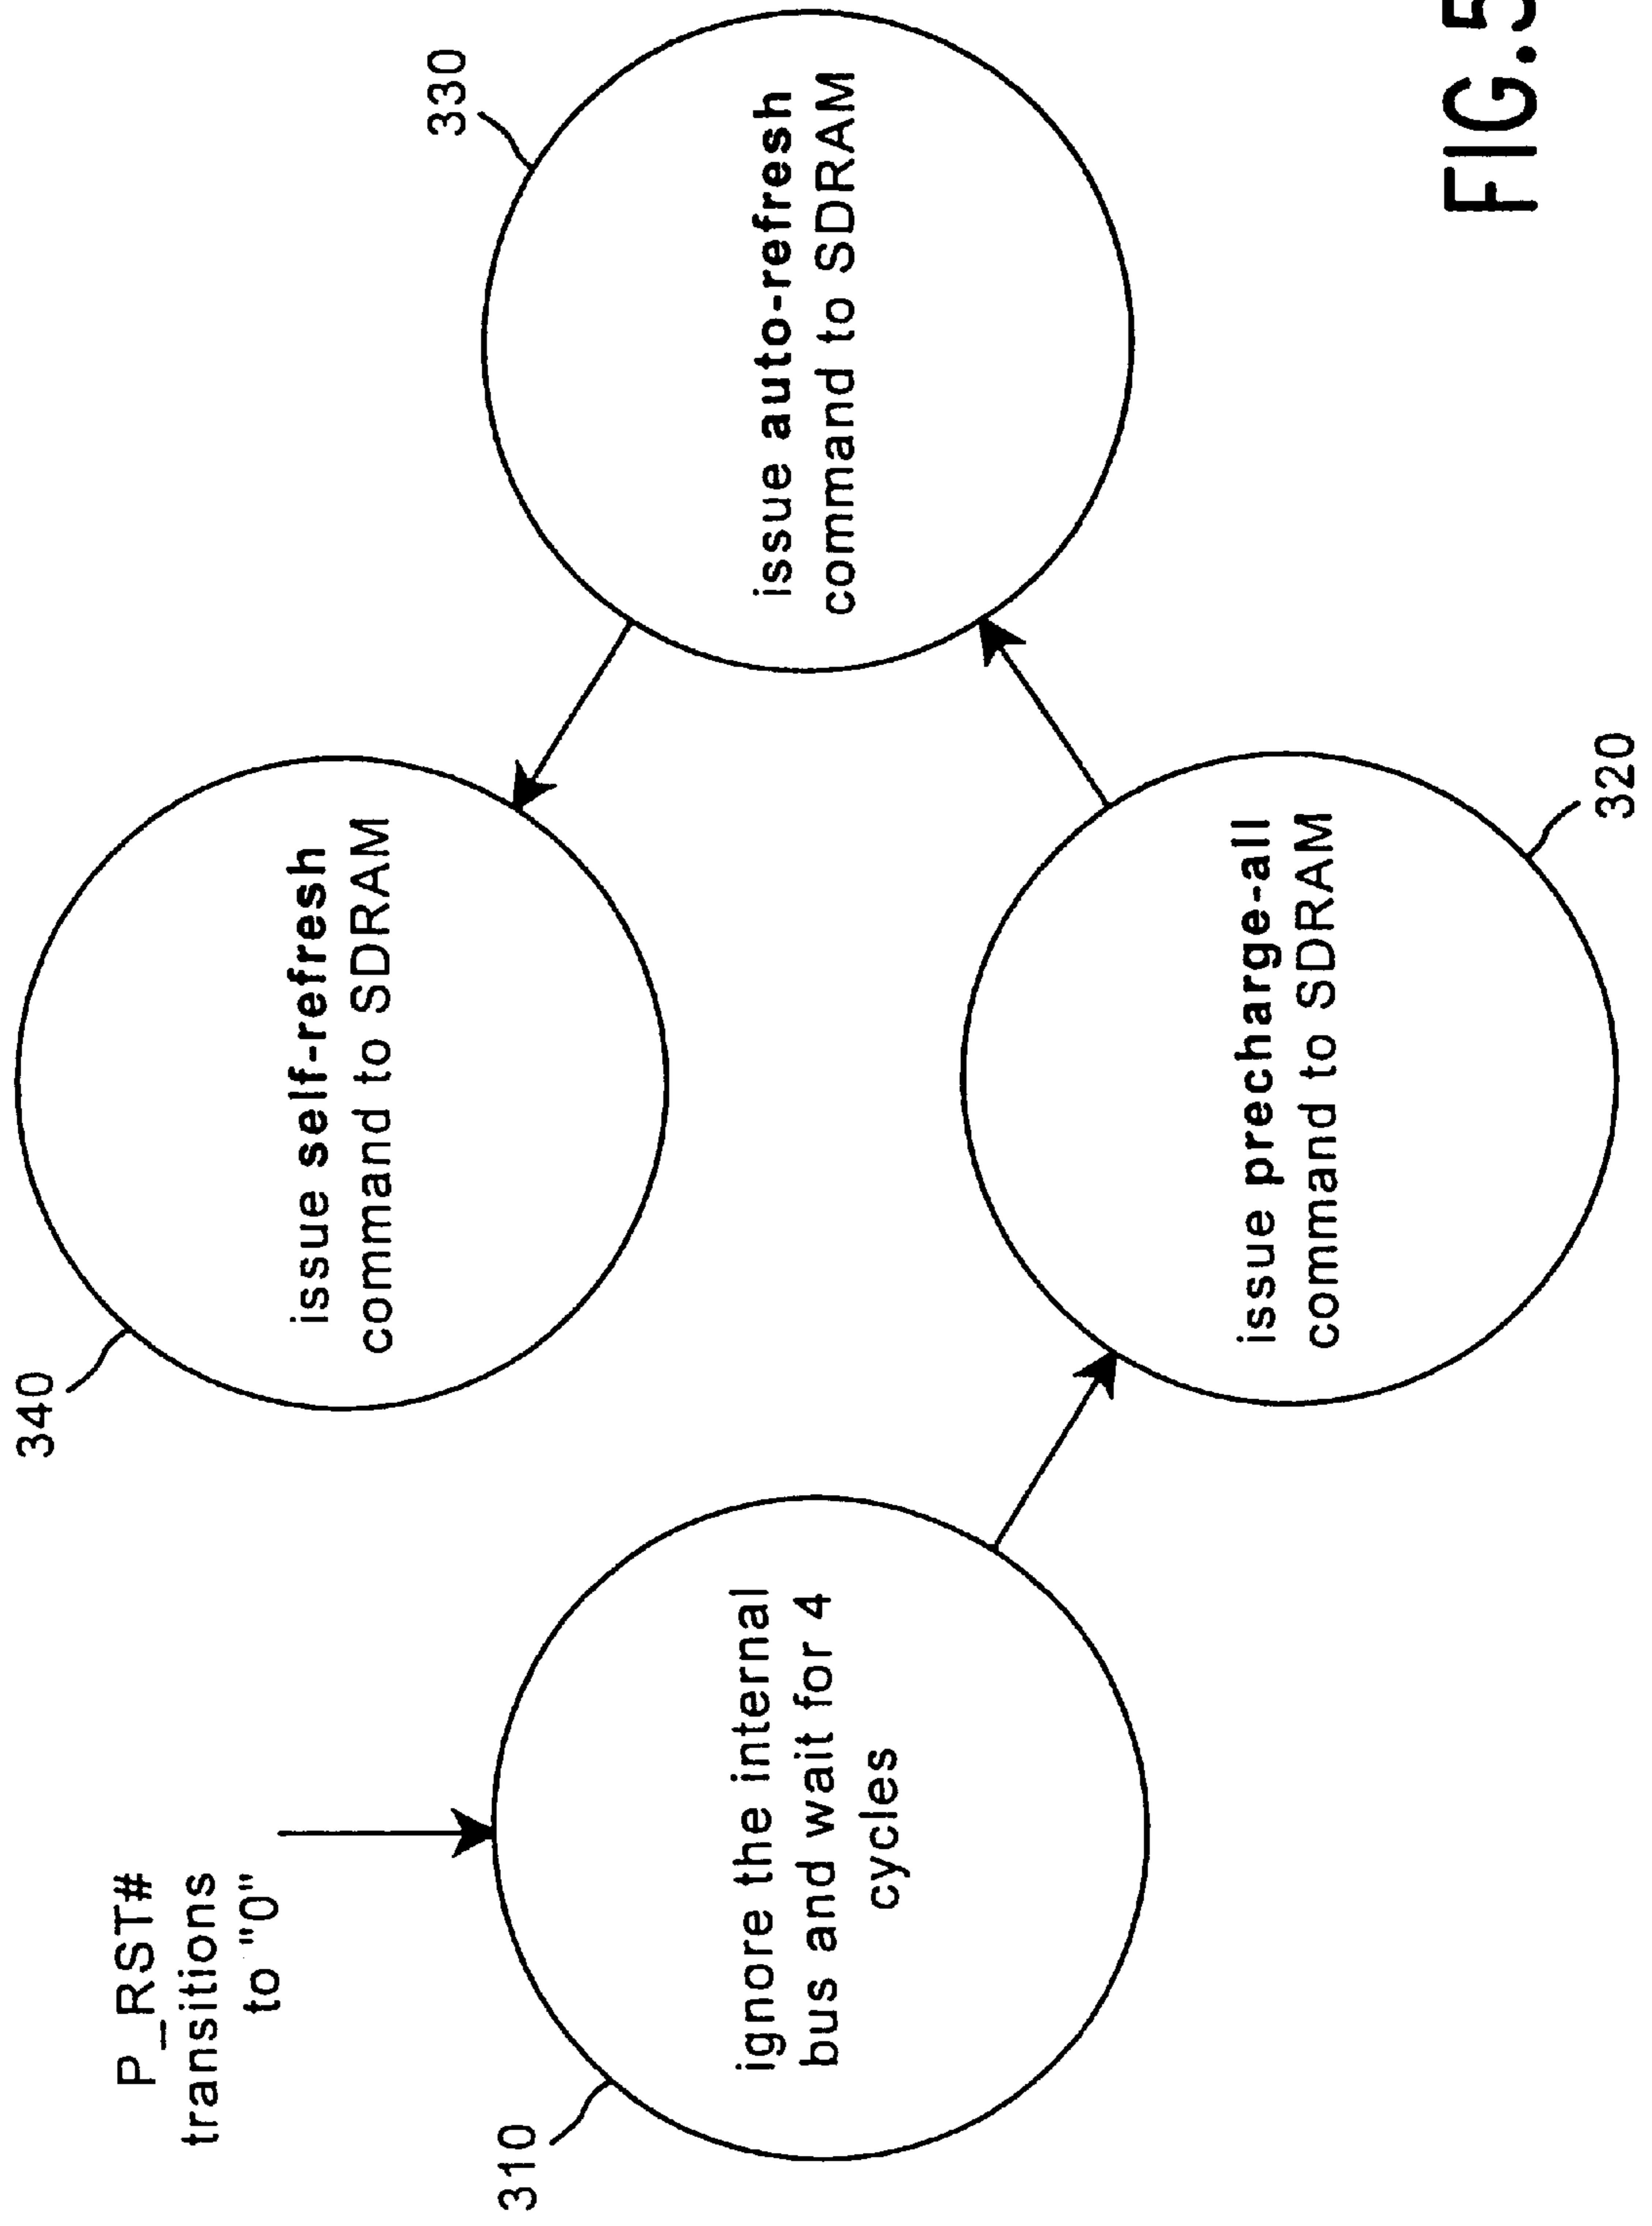 P_RST#
transitions
to "0"
310
ignore the internal
bus and wait for 4
cycles
340
issue self-refresh
command to SDRAM
issue precharge-all
command to SDRAM
320
330
issue auto-refresh
command to SDRAM
FIG.5